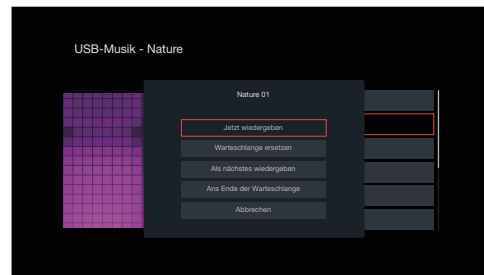 USB-Musik - Nature
Nature 01
Jetzt wiedergeben
Warteschlange ersetzen
Als nächstes wiedergeben
Ans Ende der Warteschlange
Abbrechen